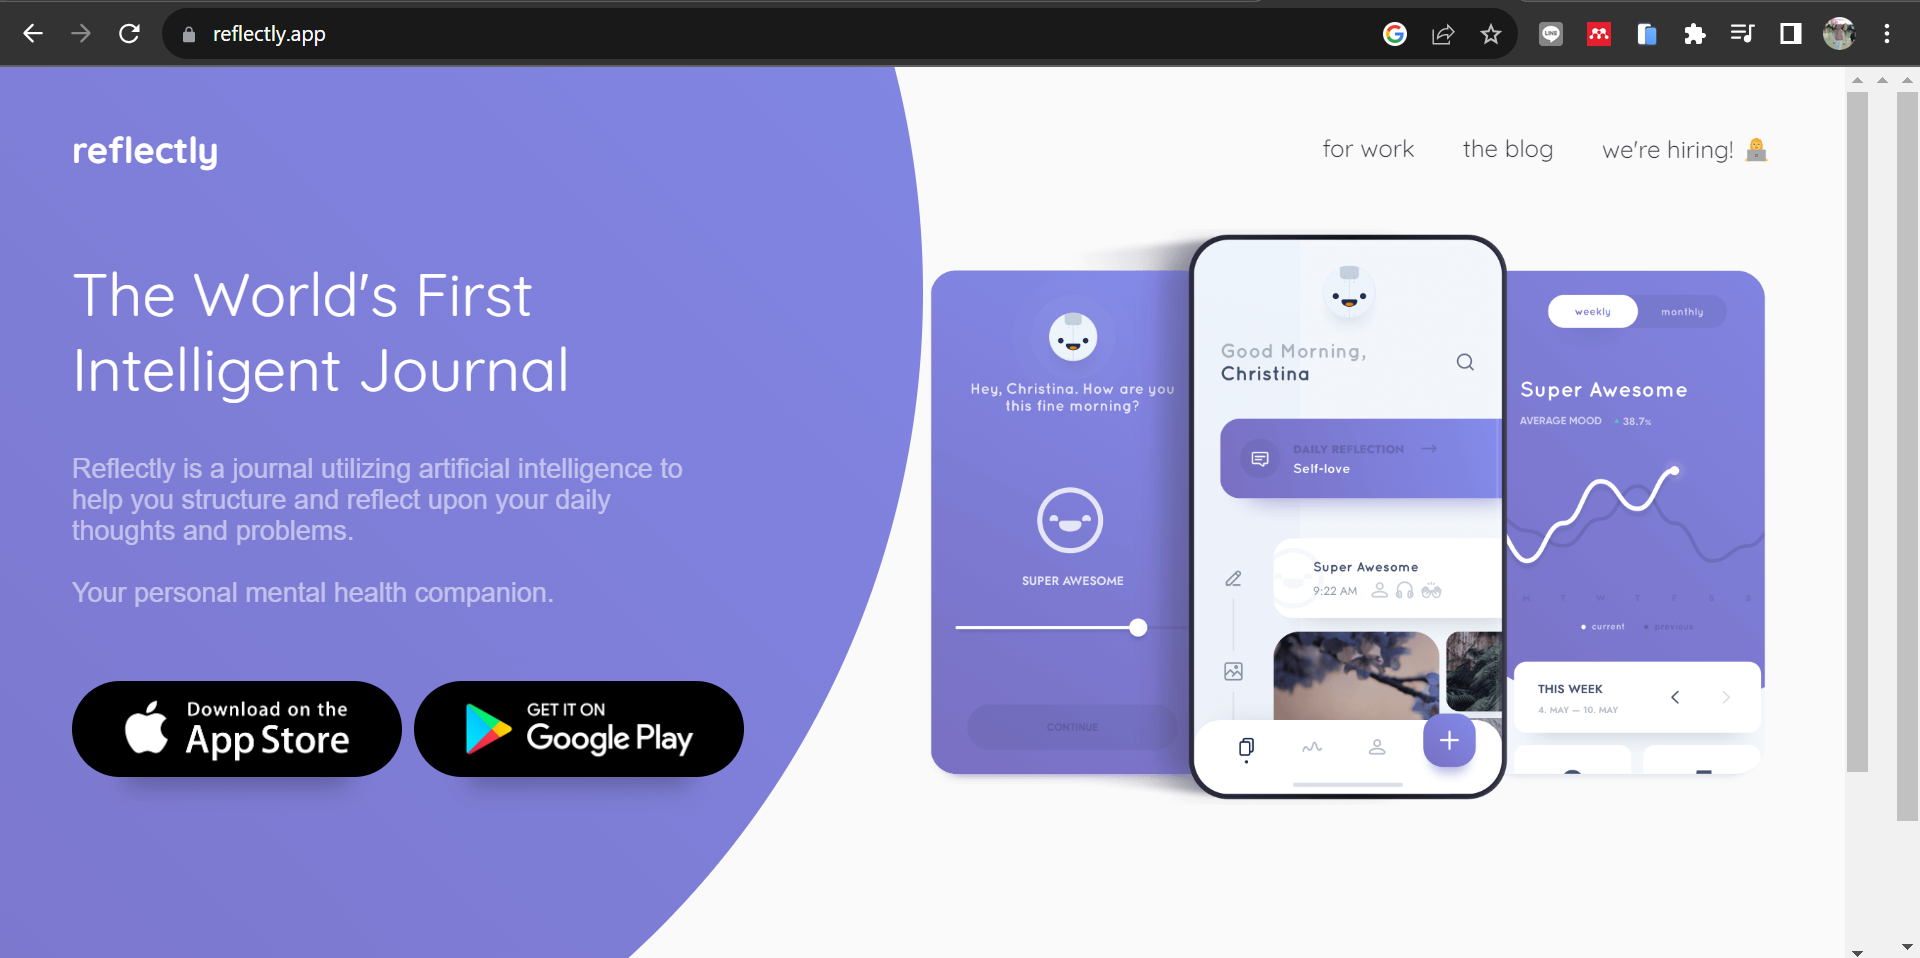 reflectly.app
reflectly
for work
the blog
we're hiring!
The World's First
Intelligent Journal
Reflectly is a journal utilizing artificial intelligence to
help you structure and reflect upon your daily
thoughts and problems.
Your personal mental health companion.
Download on the
App Store
GET IT ON
Google Play
Hey, Christina. How are you
this fine morning?
SUPER AWESOME
CONTINUE
Good Morning,
Christina
DAILY REFLECTION
Self-love
Super Awesome
9:22 AM
weekly
monthly
Super Awesome
AVERAGE MOOD
38.7%
M T W T F S S
current
previous
THIS WEEK
4. MAY — 10. MAY
LINE